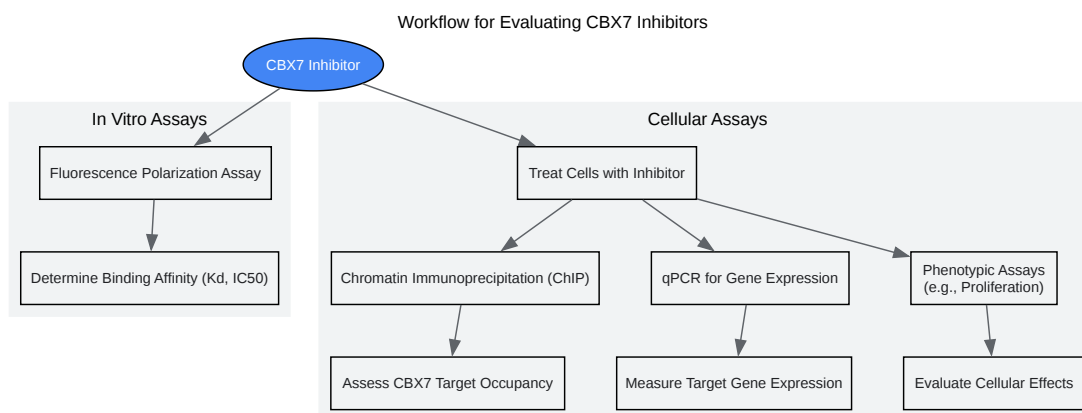 Workflow for Evaluating CBX7 Inhibitors
CBX7 Inhibitor
In Vitro Assays
Cellular Assays
Fluorescence Polarization Assay
Treat Cells with Inhibitor
Determine Binding Affinity (Kd, IC50)
Chromatin Immunoprecipitation (ChIP)
qPCR for Gene Expression
Phenotypic Assays
(e.g., Proliferation)
Assess CBX7 Target Occupancy
Measure Target Gene Expression
Evaluate Cellular Effects